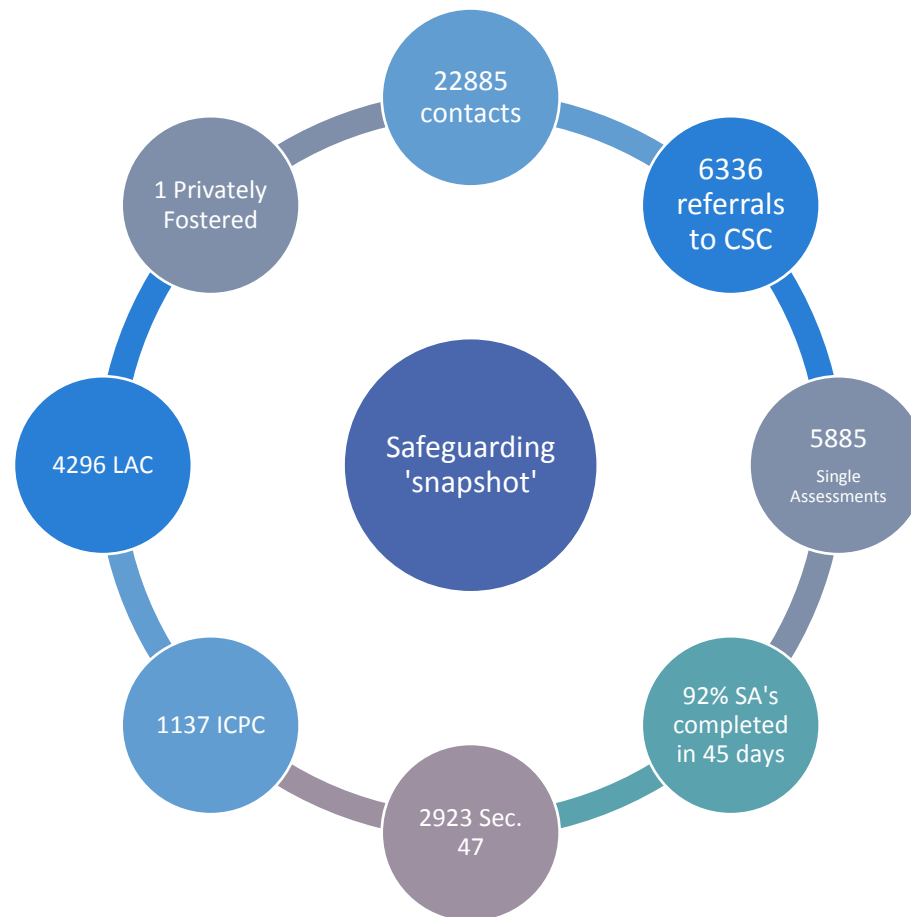 22885
contacts
6336
referrals
to CSC
5885
Single
Assessments
92% SA's
completed
in 45 days
2923 Sec.
47
1137 ICPC
4296 LAC
1 Privately
Fostered
Safeguarding
'snapshot'